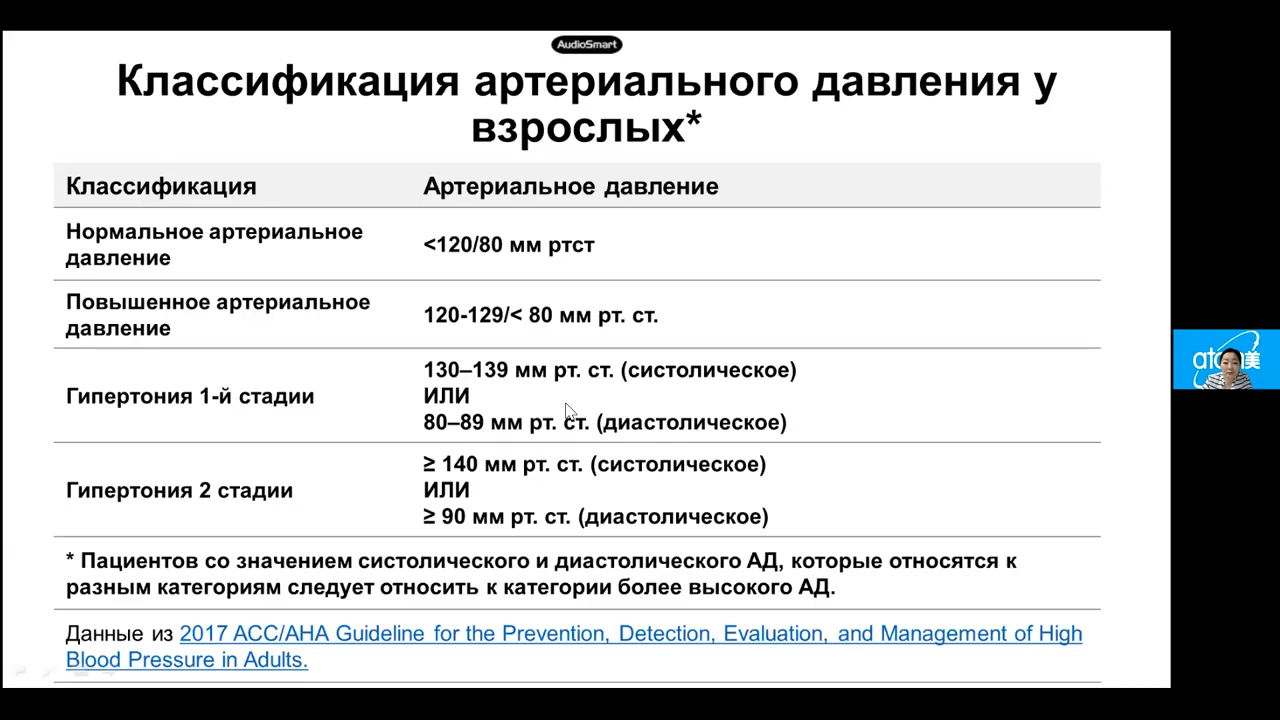 AudioSmart
Классификация артериального давления у
взрослых*
Классификация
Артериальное давление
Нормальное артериальное
давление
<120/80 мм ртст
Повышенное артериальное
давление
120-129/< 80 мм рт. ст.
Гипертония 1-й стадии
130–139 мм рт. ст. (систолическое)
ИЛИ
80–89 мм рт. ст. (диастолическое)
Гипертония 2 стадии
≥ 140 мм рт. ст. (систолическое)
ИЛИ
≥ 90 мм рт. ст. (диастолическое)
* Пациентов со значением систолического и диастолического АД, которые относятся к
разным категориям следует относить к категории более высокого АД.
Данные из 2017 ACC/AHA Guideline for the Prevention, Detection, Evaluation, and Management of High
Blood Pressure in Adults.